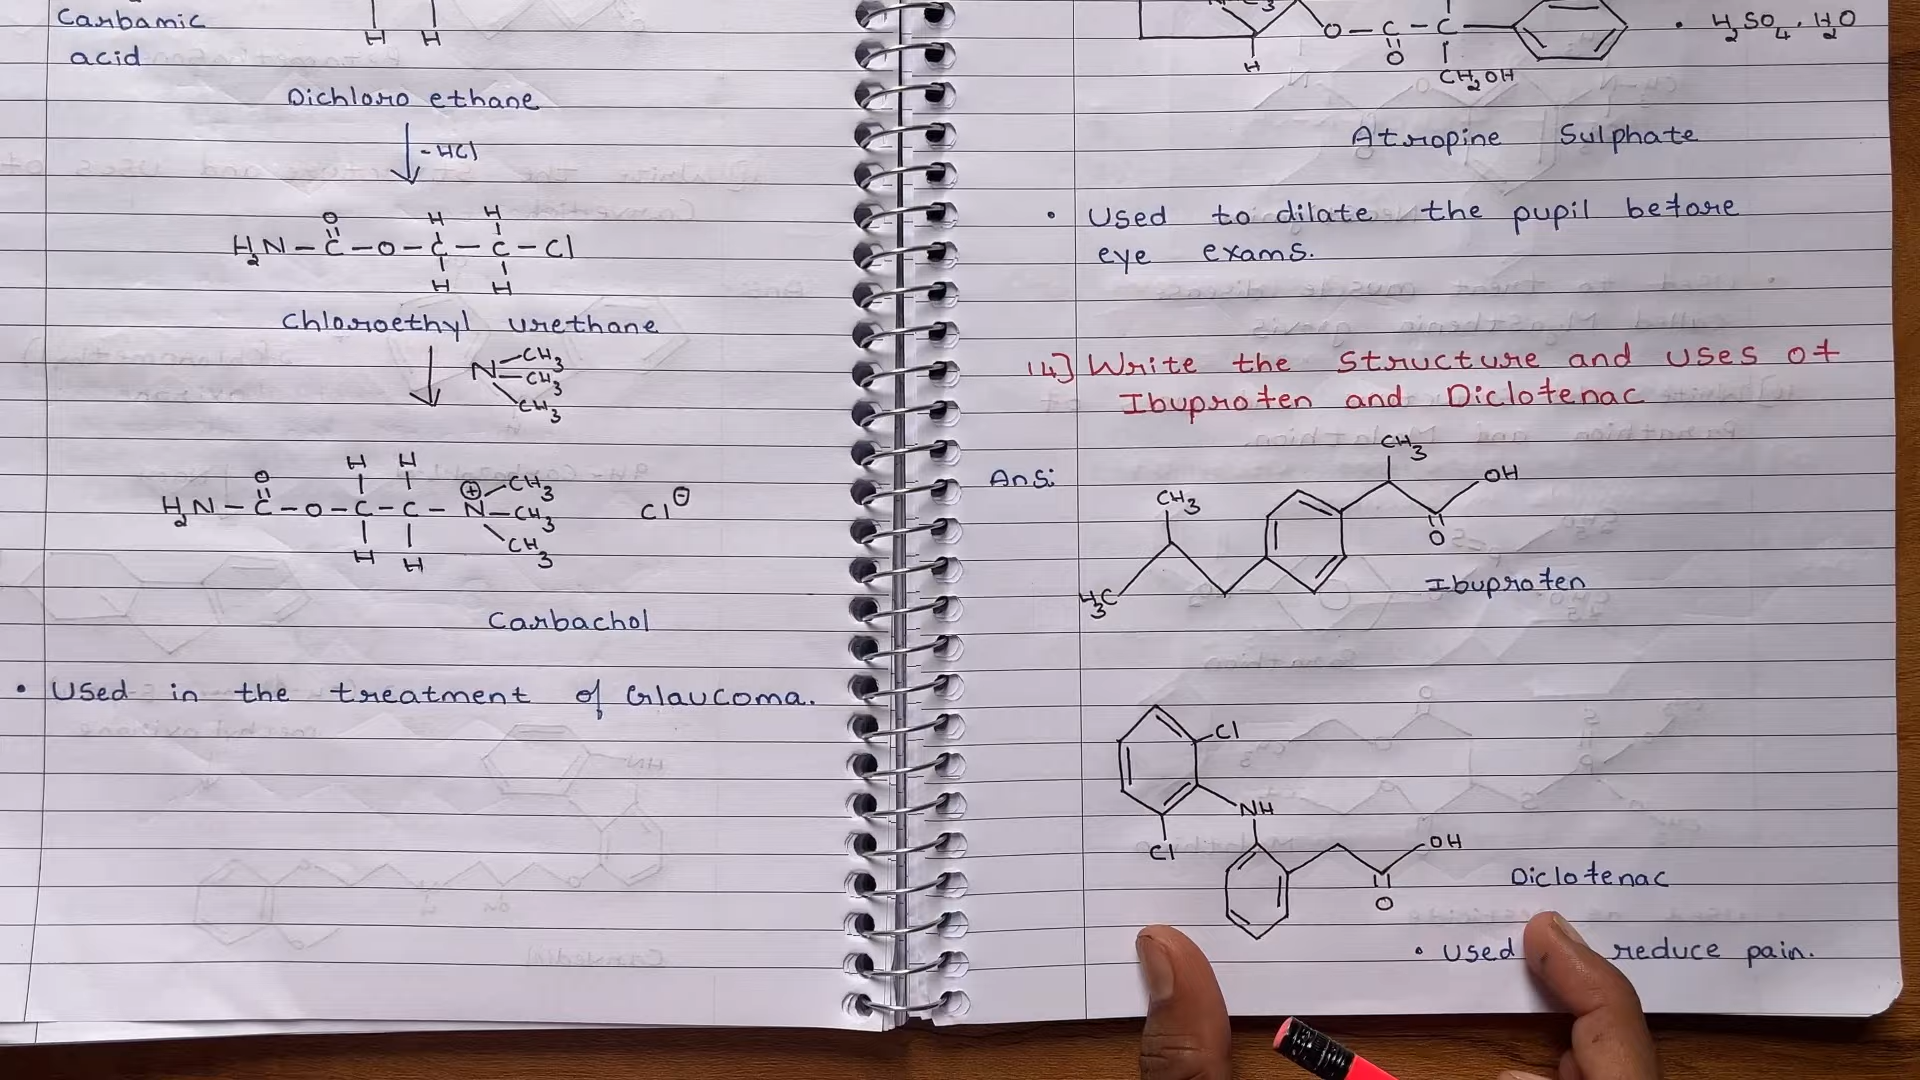 Carbamic
acid
H H
Dichloro ethane
-HCl
O H H
H2N-C-O-C-C-Cl
H H
Chloroethyl urethane
N-CH3
-CH3
CH3
O H H
H2N-C-O-C-C-N⊕-CH3 Cl⊖
-CH3
CH3
H H
Carbachol
• Used in the treatment of Glaucoma.
O-C-C • H2SO4.H2O
H O CH2OH
Atropine Sulphate
• Used to dilate the pupil before
eye exams.
14] Write the Structure and uses of
Ibuprofen and Diclofenac
Ans:
CH3
OH
CH3
O
H3C
Ibuprofen
Cl
NH
Cl
OH
O
Diclofenac
• Used reduce pain.